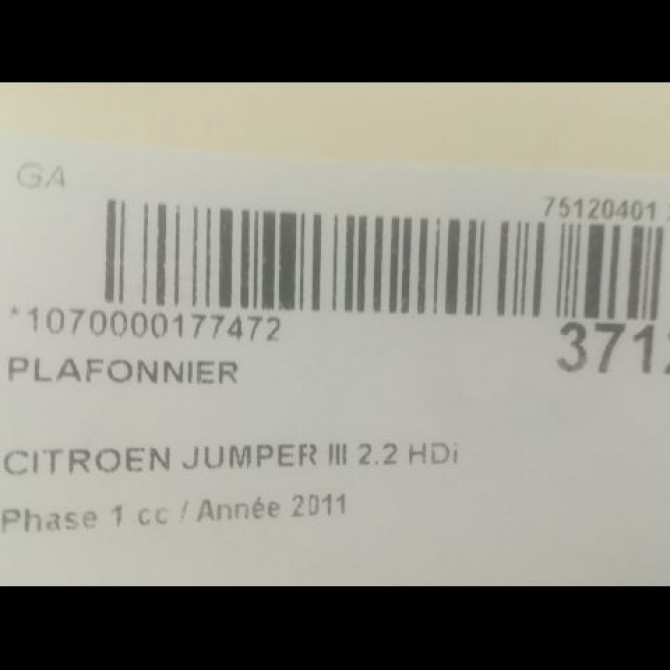 GA
75120401
*1070000177472
371
PLAFONNIER
CITROEN JUMPER III 2.2 HDi
Phase 1 cc / Année 2011